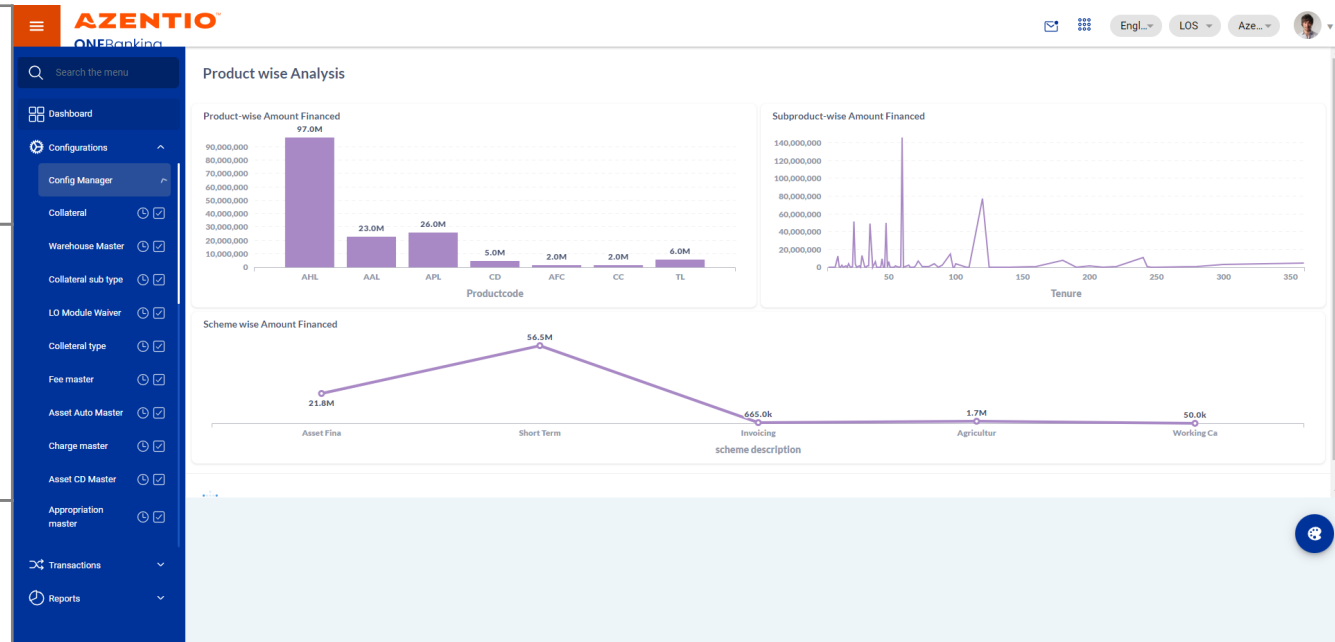 AZENTIO
ONEBanking
Engl...
LOS
Aze...
Search the menu
Dashboard
Configurations
Config Manager
Collateral
Warehouse Master
Collateral sub type
LO Module Waiver
Colleteral type
Fee master
Asset Auto Master
Charge master
Asset CD Master
Appropriation
master
Transactions
Reports
Product wise Analysis
Product-wise Amount Financed
97.0M
90,000,000
80,000,000
70,000,000
60,000,000
50,000,000
40,000,000
30,000,000
20,000,000
10,000,000
0
23.0M
26.0M
5.0M
2.0M
2.0M
6.0M
AHL
AAL
APL
CD
AFC
CC
TL
Productcode
Subproduct-wise Amount Financed
140,000,000
120,000,000
100,000,000
80,000,000
60,000,000
40,000,000
20,000,000
0
50
100
150
200
250
300
350
Tenure
Scheme wise Amount Financed
21.8M
56.5M
665.0k
1.7M
50.0k
Asset Fina
Short Term
Invoicing
Agricultur
Working Ca
scheme description